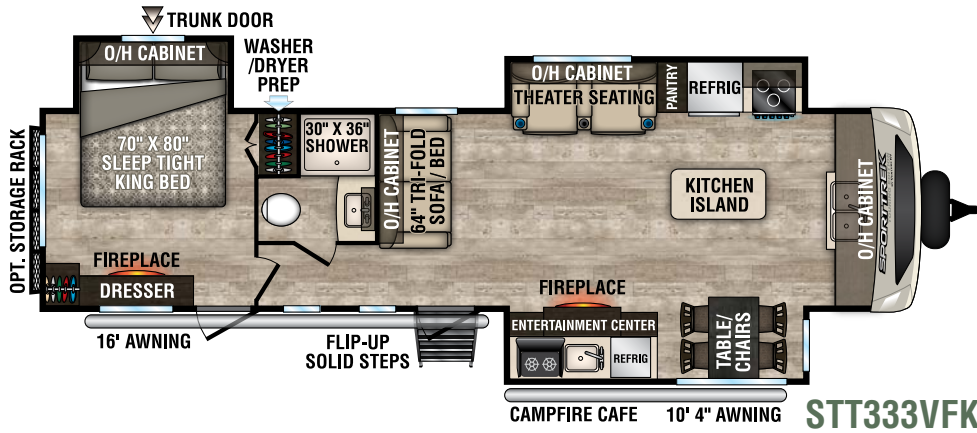 TRUNK DOOR
O/H CABINET
WASHER
/DRYER
PREP
70" X 80"
SLEEP TIGHT
KING BED
30" X 36"
SHOWER
O/H CABINET
64" TRI-FOLD
SOFA / BED
O/H CABINET
THEATER SEATING
PANTRY
REFRIG
KITCHEN
ISLAND
O/H CABINET
SPORTTREK
OPT. STORAGE RACK
FIREPLACE
DRESSER
16' AWNING
FLIP-UP
SOLID STEPS
FIREPLACE
ENTERTAINMENT CENTER
REFRIG
TABLE/
CHAIRS
CAMPFIRE CAFE
10' 4" AWNING
STT333VFK